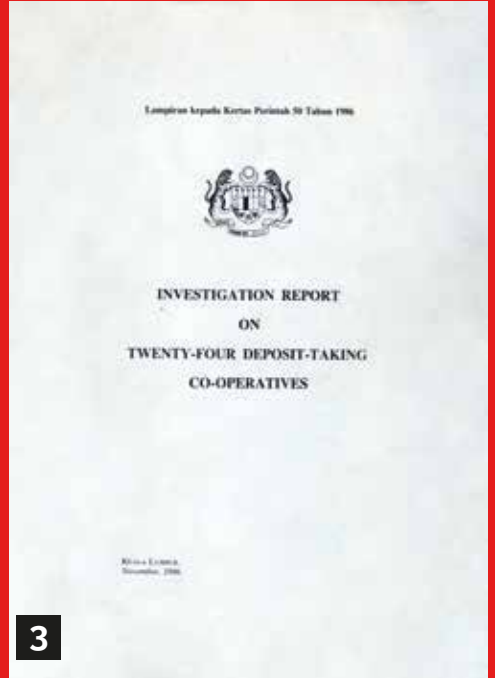 Lampiran kepada Kertas Perintah 50 Tahun 1986
INVESTIGATION REPORT
ON
TWENTY-FOUR DEPOSIT-TAKING
CO-OPERATIVES
KUALA LUMPUR,
November, 1986
3